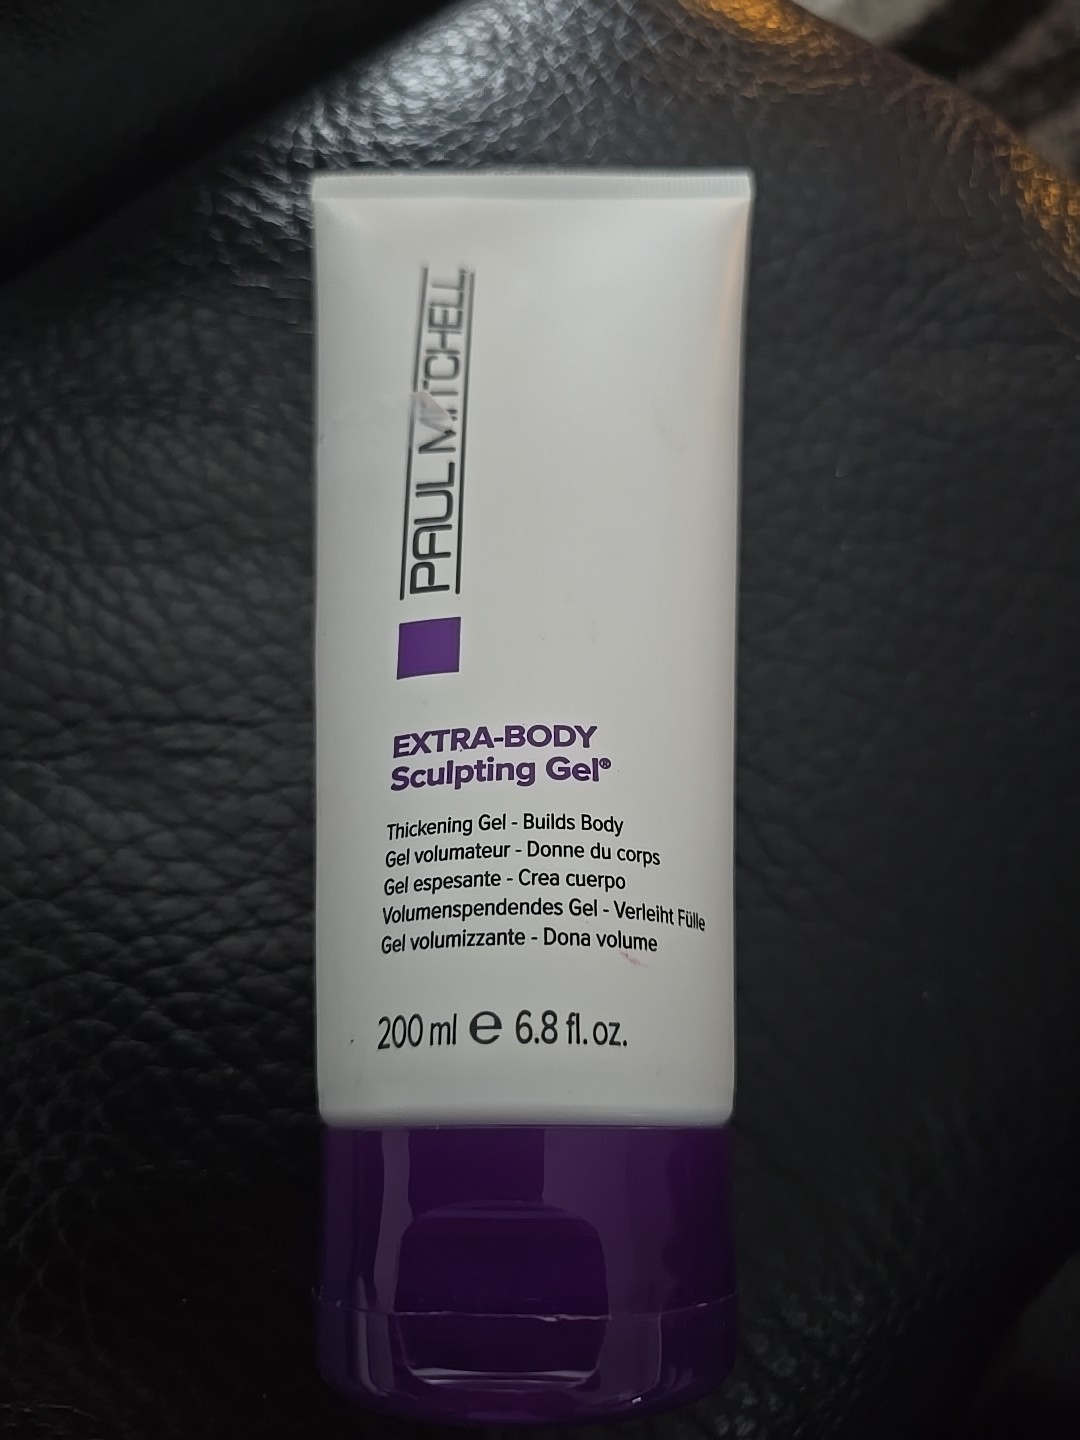 PAUL MITCHELL
EXTRA-BODY
Sculpting Gel®
Thickening Gel - Builds Body
Gel volumateur - Donne du corps
Gel espesante - Crea cuerpo
Volumenspendendes Gel - Verleiht Fülle
Gel volumizzante - Dona volume
200 ml ℮ 6.8 fl. oz.